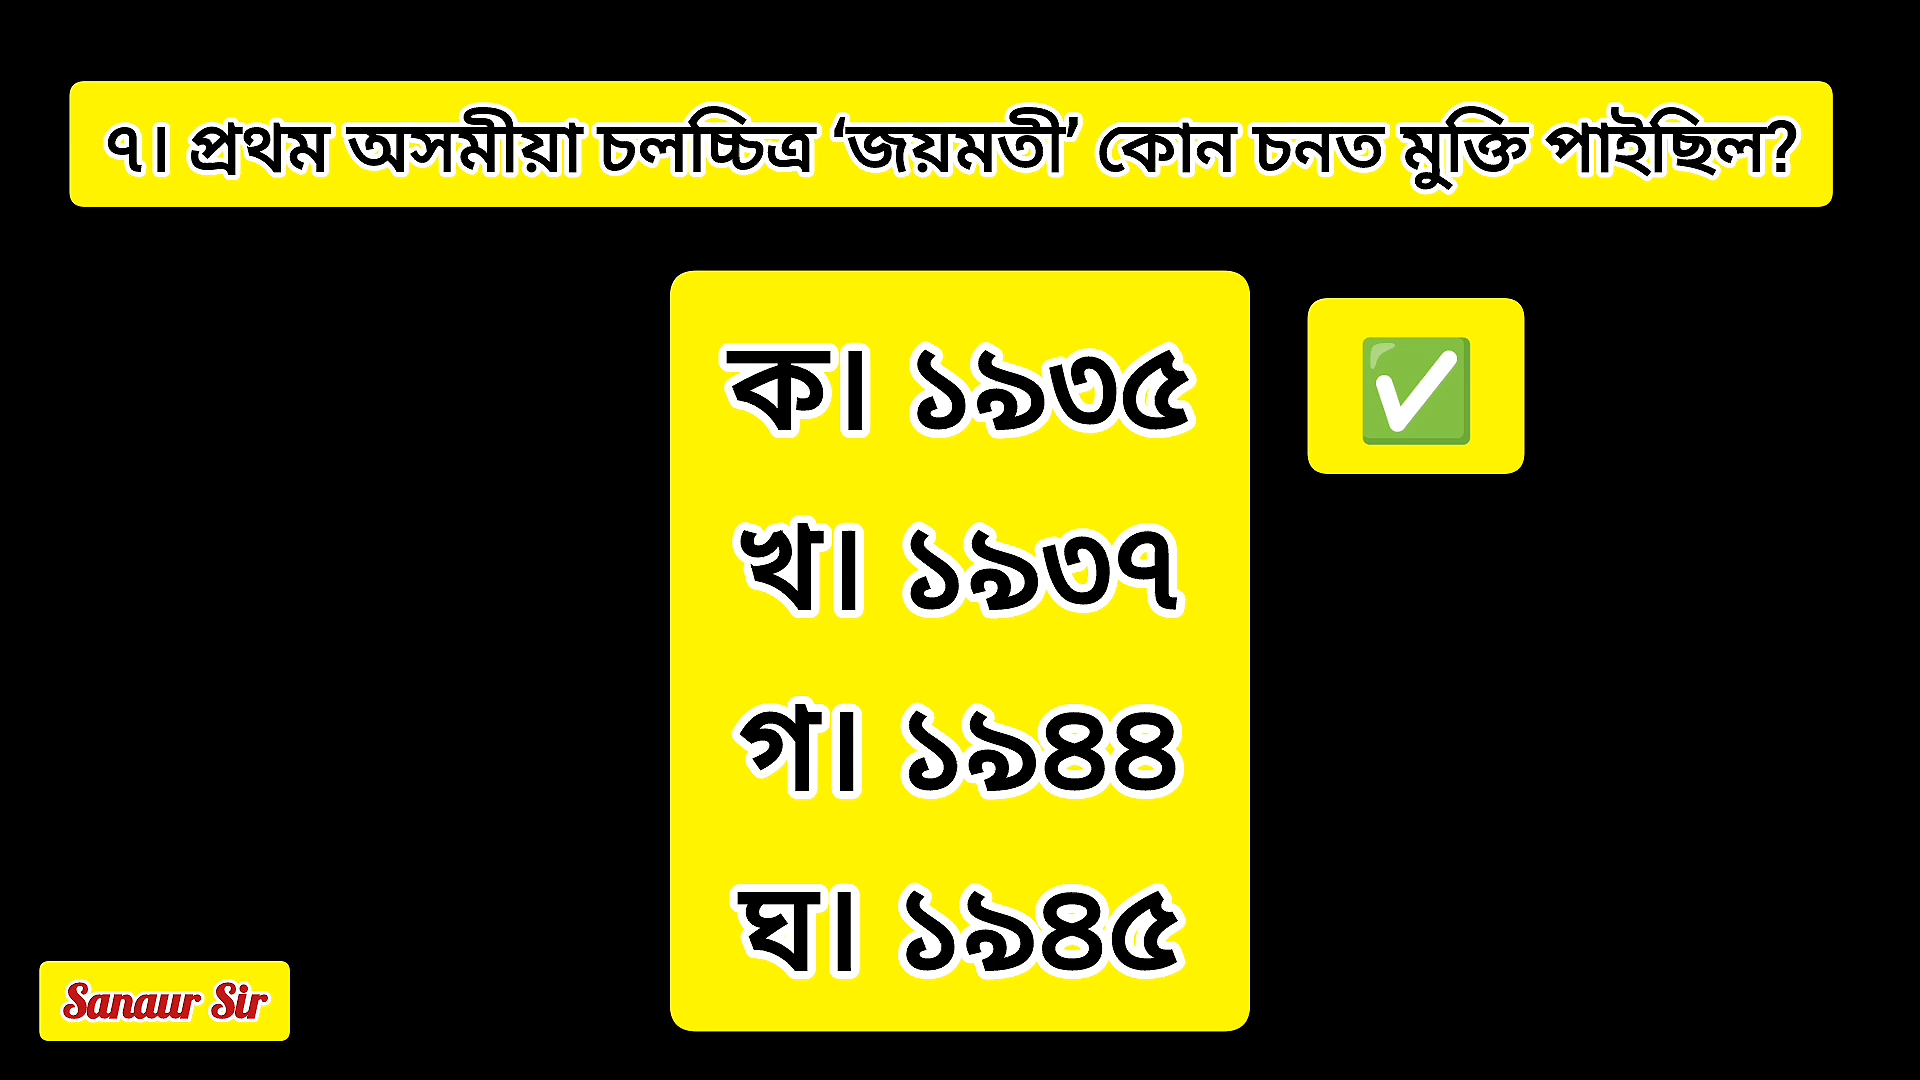 ৭। প্ৰথম অসমীয়া চলচ্চিত্ৰ ‘জয়মতী’ কোন চনত মুক্তি পাইছিল?
ক। ১৯৩৫
✅
খ। ১৯৩৭
গ। ১৯৪৪
ঘ। ১৯৪৫
Sanaur Sir